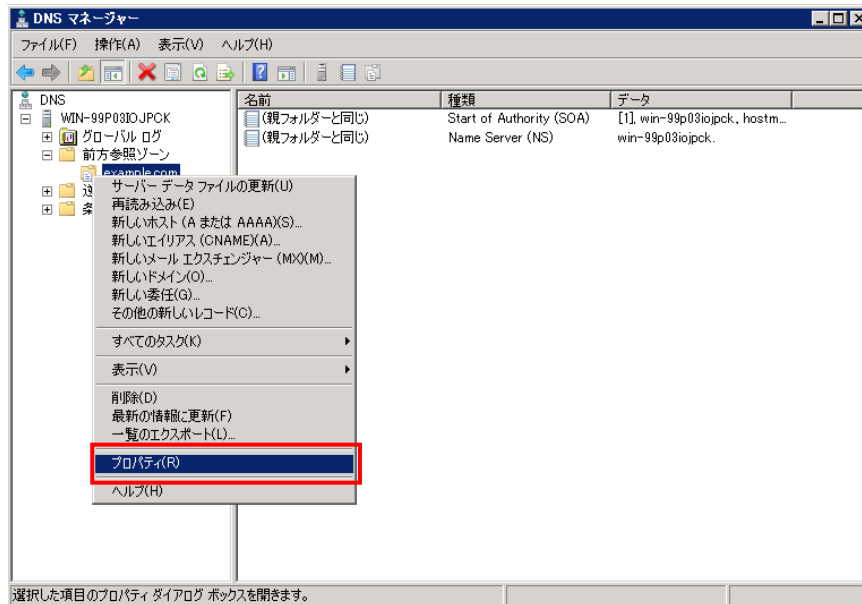 DNS マネージャー
ファイル(F) 操作(A) 表示(V) ヘルプ(H)
DNS
WIN-99P03IOJPCK
グローバル ログ
前方参照ゾーン
example.com
逆
条
名前 種類 データ
(親フォルダーと同じ) Start of Authority (SOA) [1], win-99p03iojpck., hostm...
(親フォルダーと同じ) Name Server (NS) win-99p03iojpck.
サーバー データ ファイルの更新(U)
再読み込み(E)
新しいホスト (A または AAAA)(S)...
新しいエイリアス (CNAME)(A)...
新しいメール エクスチェンジャー (MX)(M)...
新しいドメイン(O)...
新しい委任(G)...
その他の新しいレコード(C)...
すべてのタスク(K)
表示(V)
削除(D)
最新の情報に更新(F)
一覧のエクスポート(L)...
プロパティ(R)
ヘルプ(H)
選択した項目のプロパティ ダイアログ ボックスを開きます。